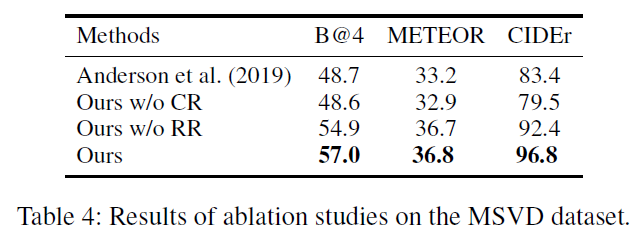 Methods B@4 METEOR CIDEr
Anderson et al. (2019) 48.7 33.2 83.4
Ours w/o CR 48.6 32.9 79.5
Ours w/o RR 54.9 36.7 92.4
Ours 57.0 36.8 96.8
Table 4: Results of ablation studies on the MSVD dataset.